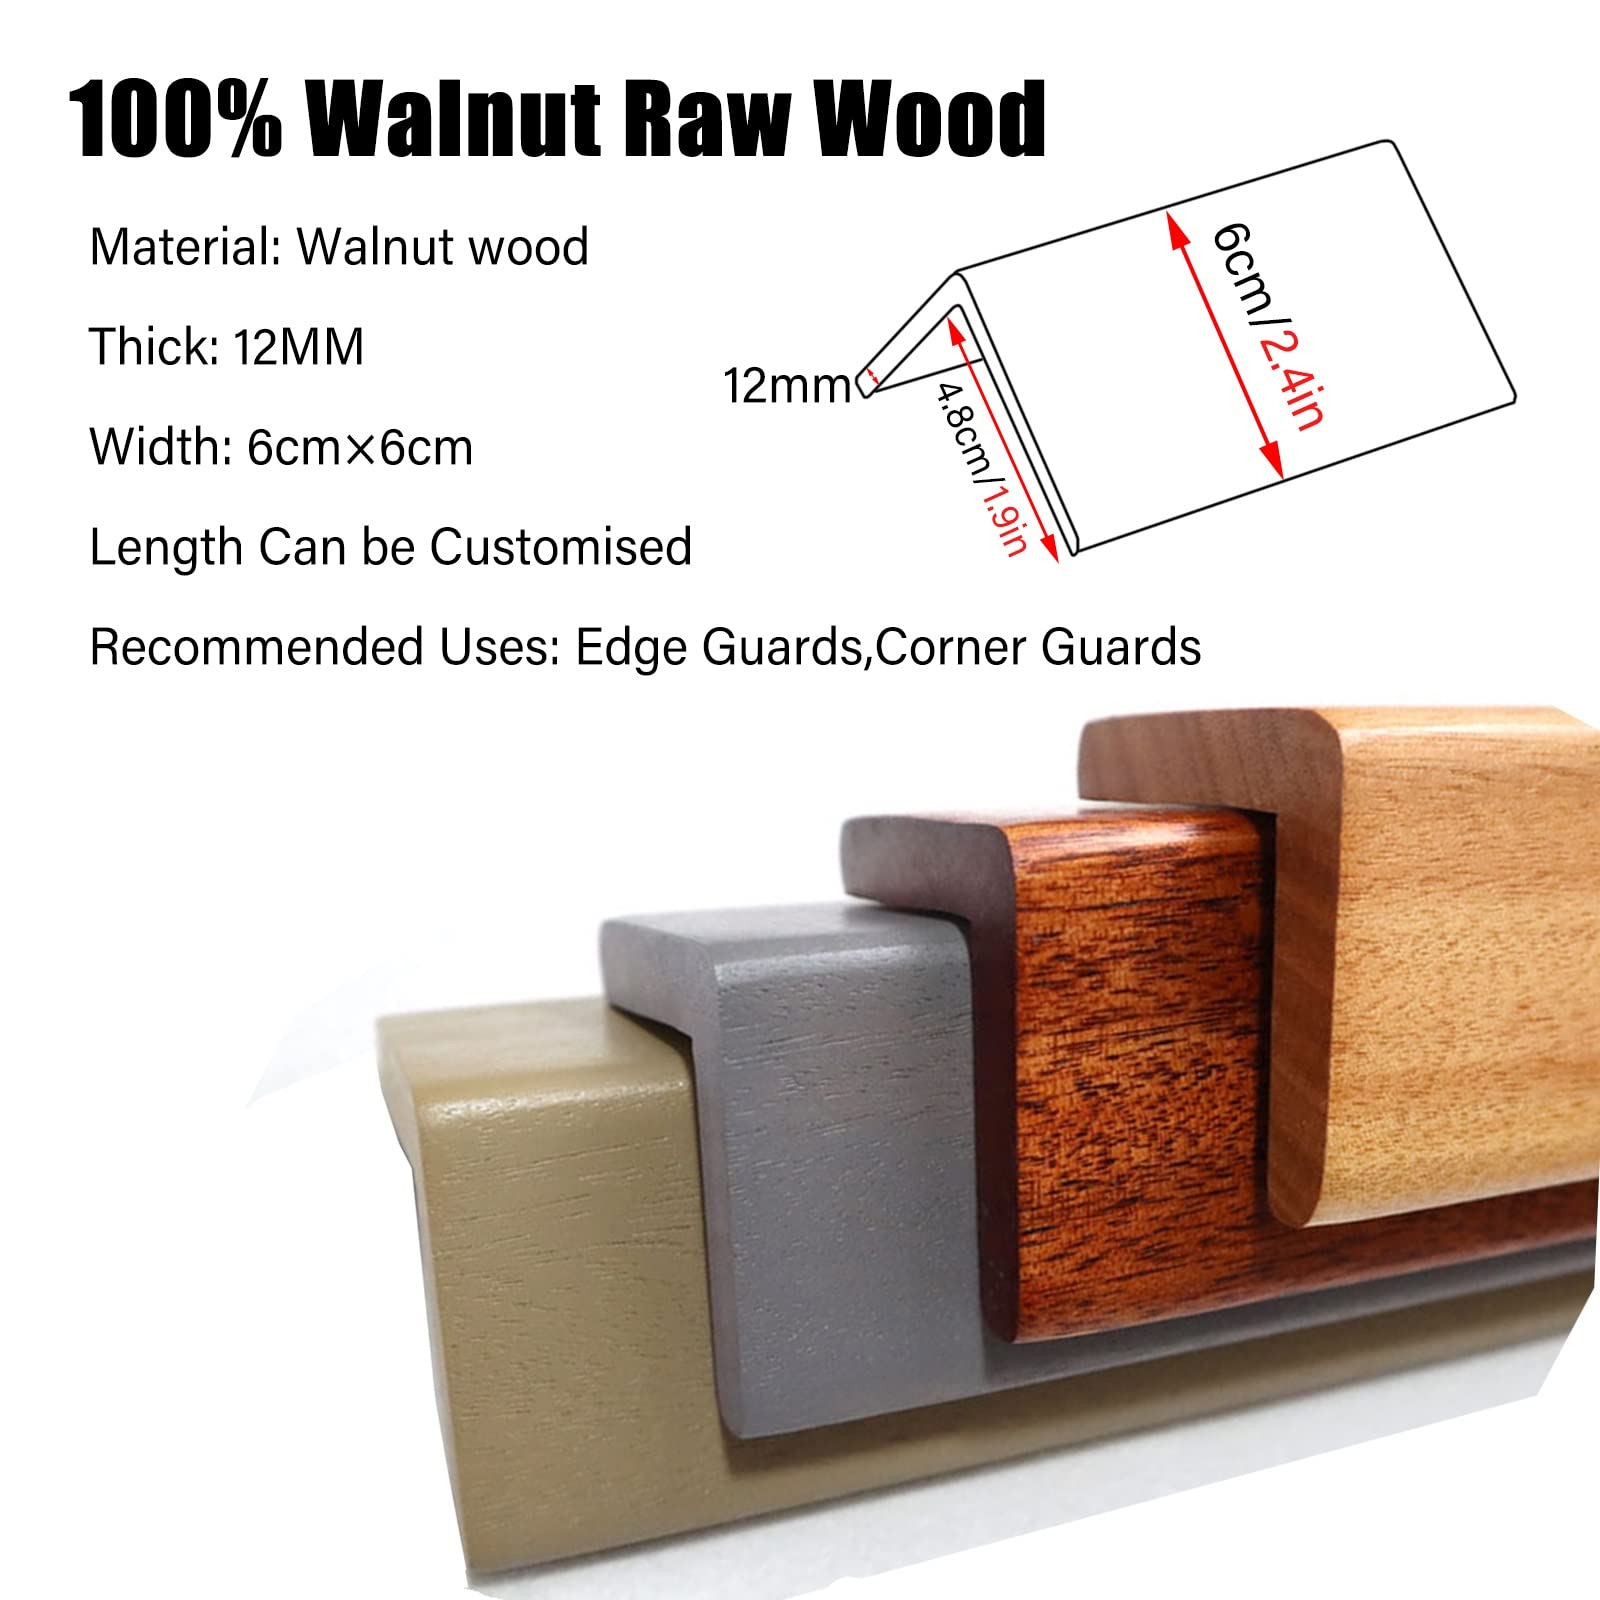 100% Walnut Raw Wood
Material: Walnut wood
Thick: 12MM
Width: 6cm×6cm
Length Can be Customised
Recommended Uses: Edge Guards,Corner Guards
12mm
4.8cm/1.9in
6cm/2.4in